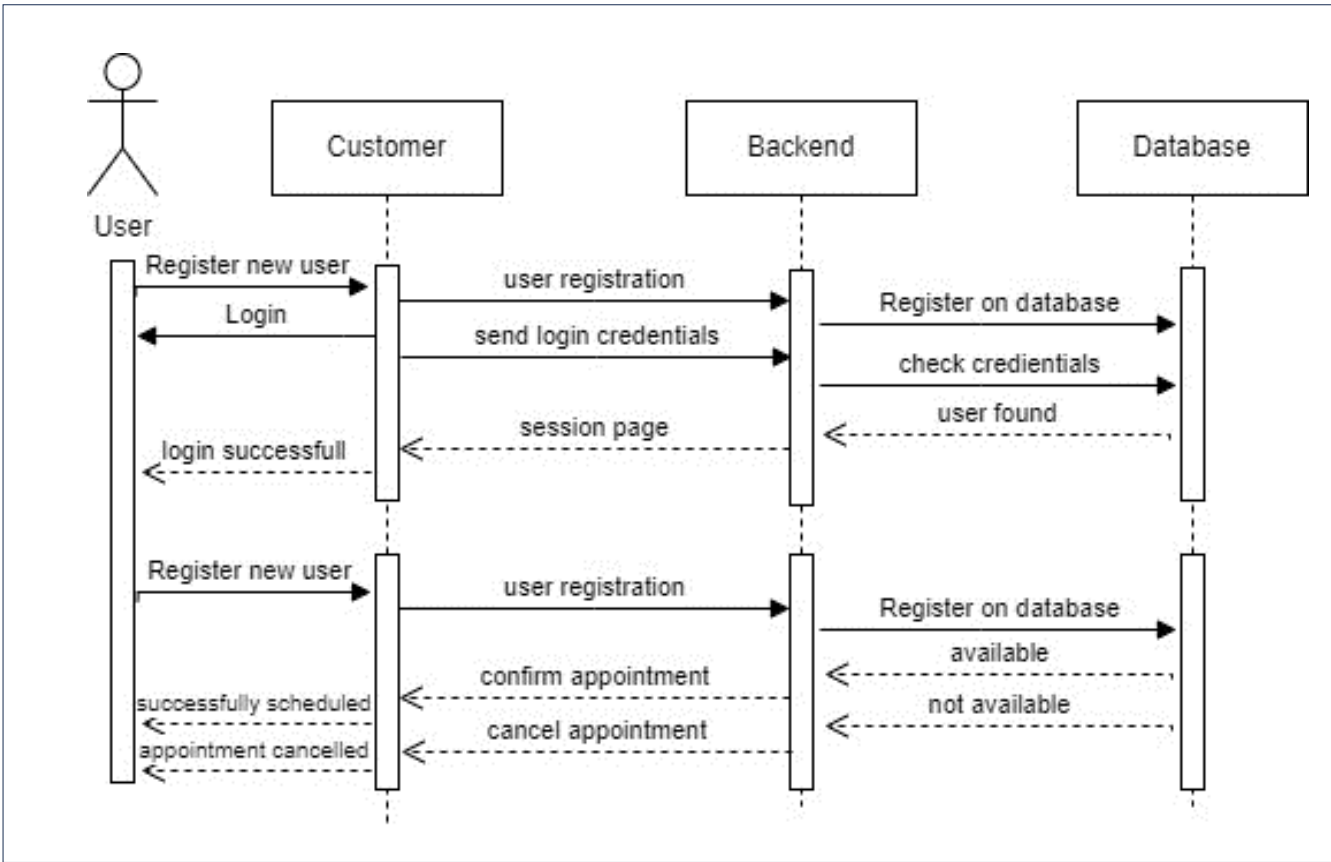 Customer
Backend
Database
User
Register new user
user registration
Register on database
Login
send login credentials
check credientials
user found
session page
login successfull
Register new user
user registration
Register on database
available
confirm appointment
successfully scheduled
not available
cancel appointment
appointment cancelled